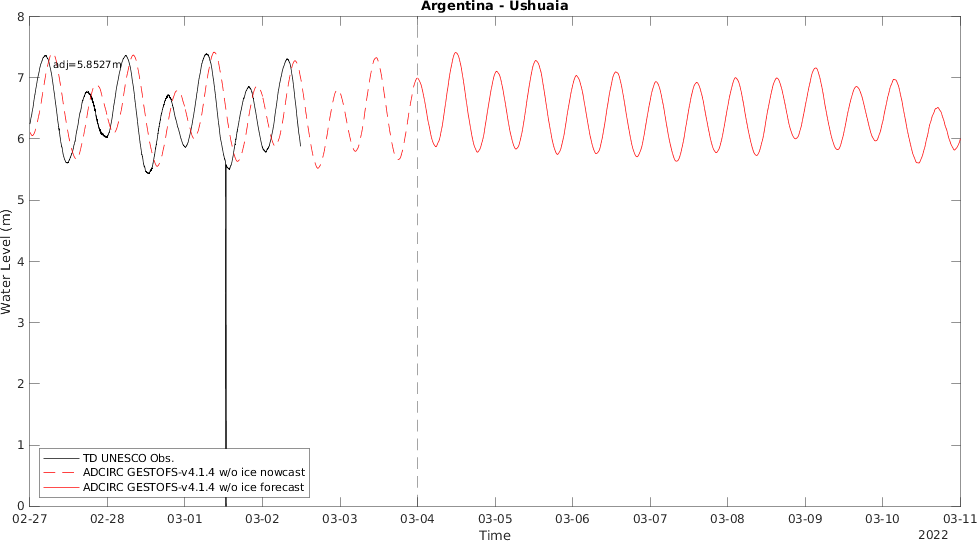 Argentina - Ushuaia
8
adj=5.8527m
7
6
5
4
3
2
1
0
Water Level (m)
TD UNESCO Obs.
ADCIRC GESTOFS-v4.1.4 w/o ice nowcast
ADCIRC GESTOFS-v4.1.4 w/o ice forecast
02-27 02-28 03-01 03-02 03-03 03-04 03-05 03-06 03-07 03-08 03-09 03-10 03-11
Time
2022